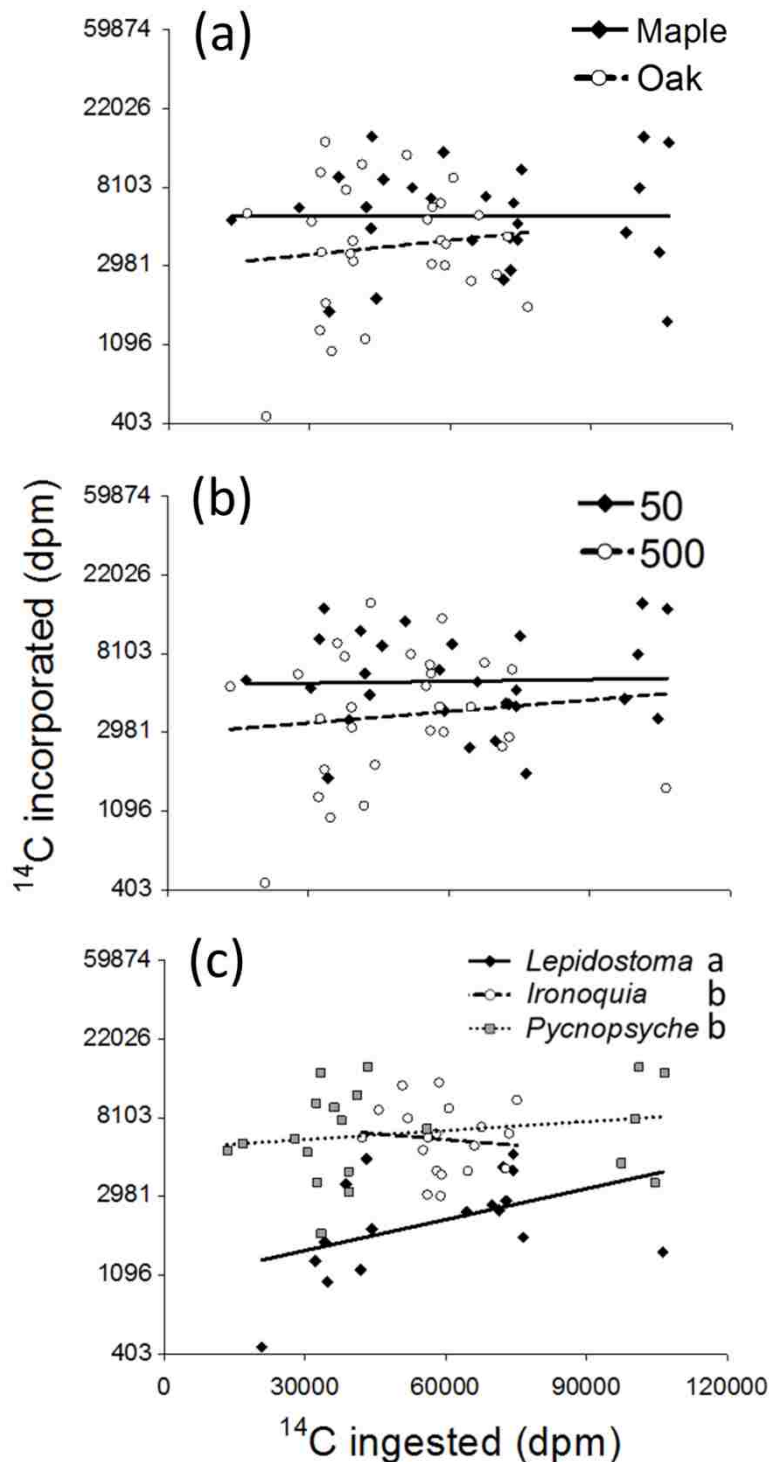 (a)
Maple
Oak
59874
22026
8103
2981
1096
403
(b)
50
500
59874
22026
8103
2981
1096
403
¹⁴C incorporated (dpm)
(c)
Lepidostoma a
Ironoquia b
Pycnopsyche b
59874
22026
8103
2981
1096
403
0 30000 60000 90000 120000
¹⁴C ingested (dpm)